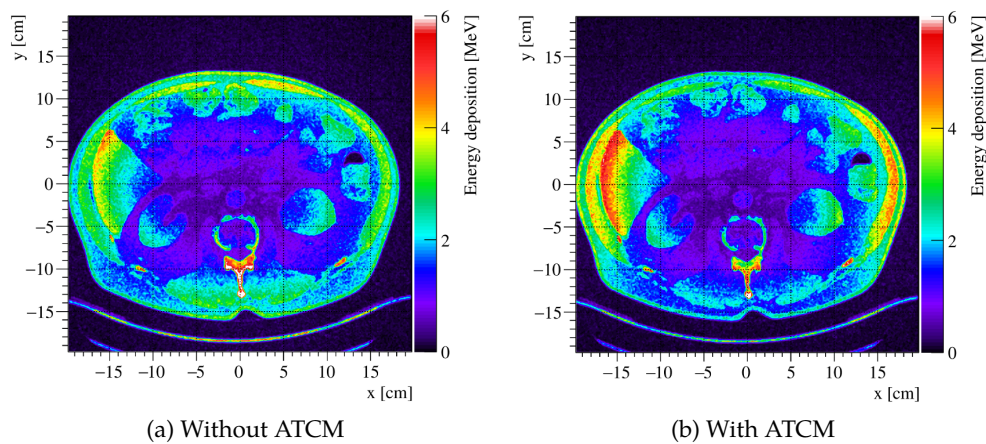 y [cm]
15
10
5
0
−5
−10
−15
−15 −10 −5 0 5 10 15
x [cm]
6
4
2
0
Energy deposition [MeV]
(a) Without ATCM
y [cm]
15
10
5
0
−5
−10
−15
−15 −10 −5 0 5 10 15
x [cm]
6
4
2
0
Energy deposition [MeV]
(b) With ATCM